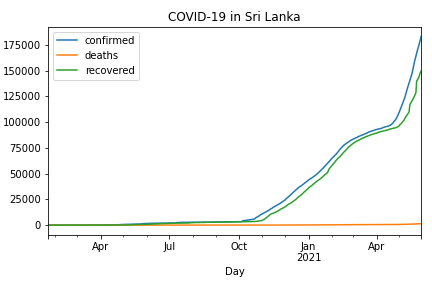 COVID-19 in Sri Lanka
confirmed
deaths
recovered
175000
150000
125000
100000
75000
50000
25000
0
Apr Jul Oct Jan Apr
2021
Day